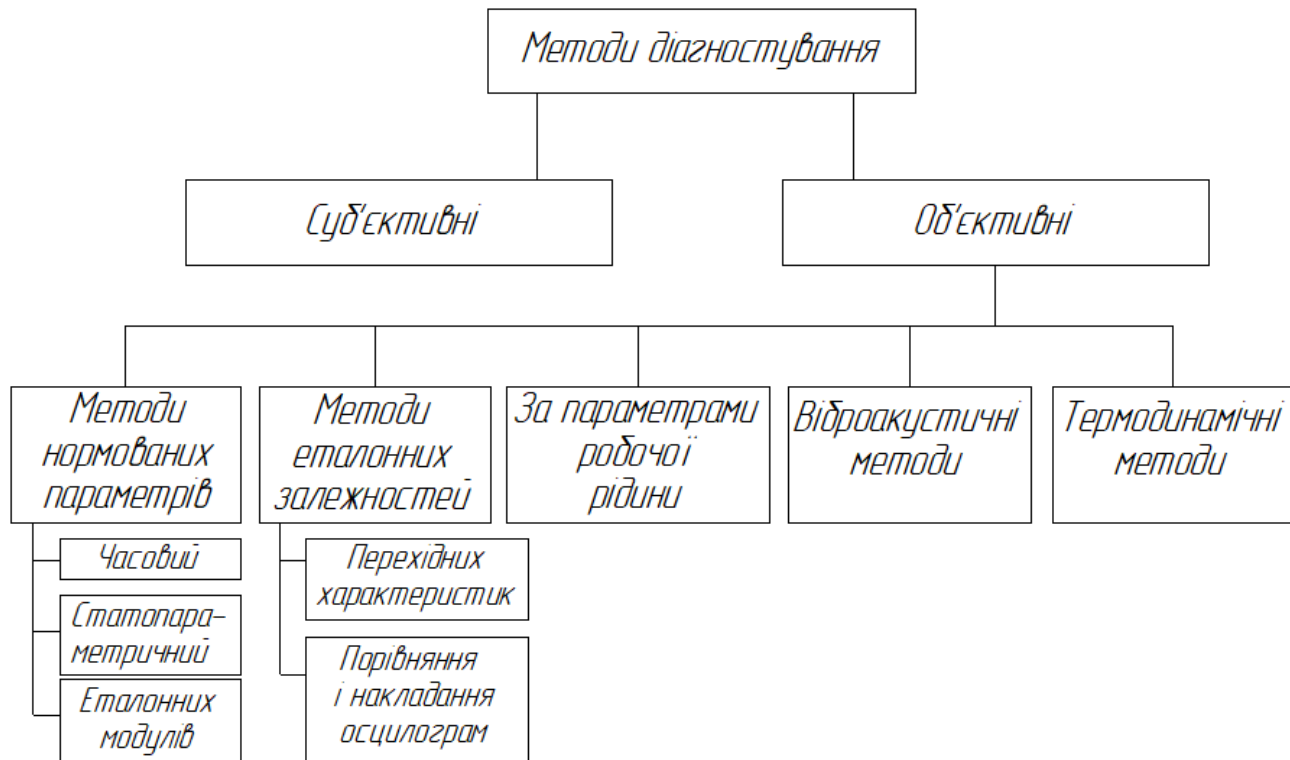 Методи діагностування
Суб'єктивні
Об'єктивні
Методи
нормованих
параметрів
Методи
еталонних
залежностей
За параметрами
робочої
рідини
Віброакустичні
методи
Термодинамічні
методи
Часовий
Статопара-
метричний
Еталонних
модулів
Перехідних
характеристик
Порівняння
і накладання
осцилограм